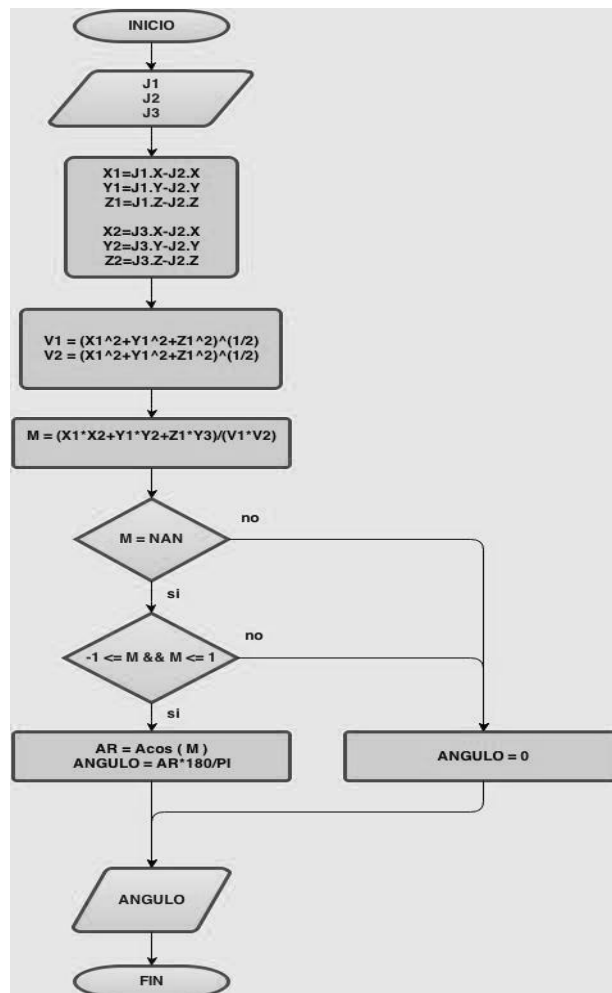 INICIO
J1
J2
J3
X1=J1.X-J2.X
Y1=J1.Y-J2.Y
Z1=J1.Z-J2.Z
X2=J3.X-J2.X
Y2=J3.Y-J2.Y
Z2=J3.Z-J2.Z
V1 = (X1^2+Y1^2+Z1^2)^(1/2)
V2 = (X1^2+Y1^2+Z1^2)^(1/2)
M = (X1*X2+Y1*Y2+Z1*Y3)/(V1*V2)
no
M = NAN
si
no
-1 <= M && M <= 1
si
AR = Acos ( M )
ANGULO = AR*180/PI
ANGULO = 0
ANGULO
FIN